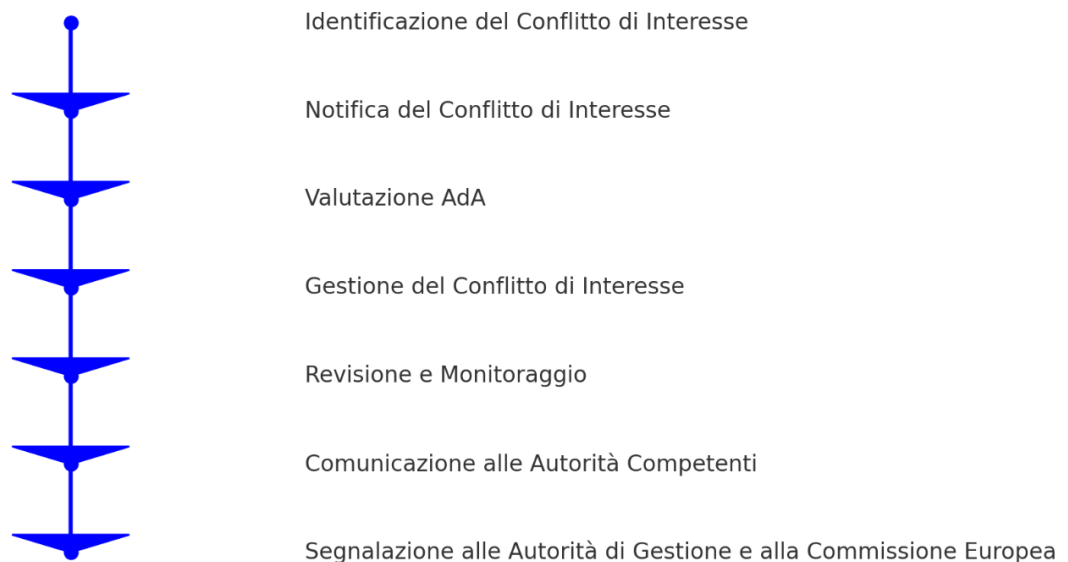 Identificazione del Conflitto di Interesse
Notifica del Conflitto di Interesse
Valutazione AdA
Gestione del Conflitto di Interesse
Revisione e Monitoraggio
Comunicazione alle Autorità Competenti
Segnalazione alle Autorità di Gestione e alla Commissione Europea